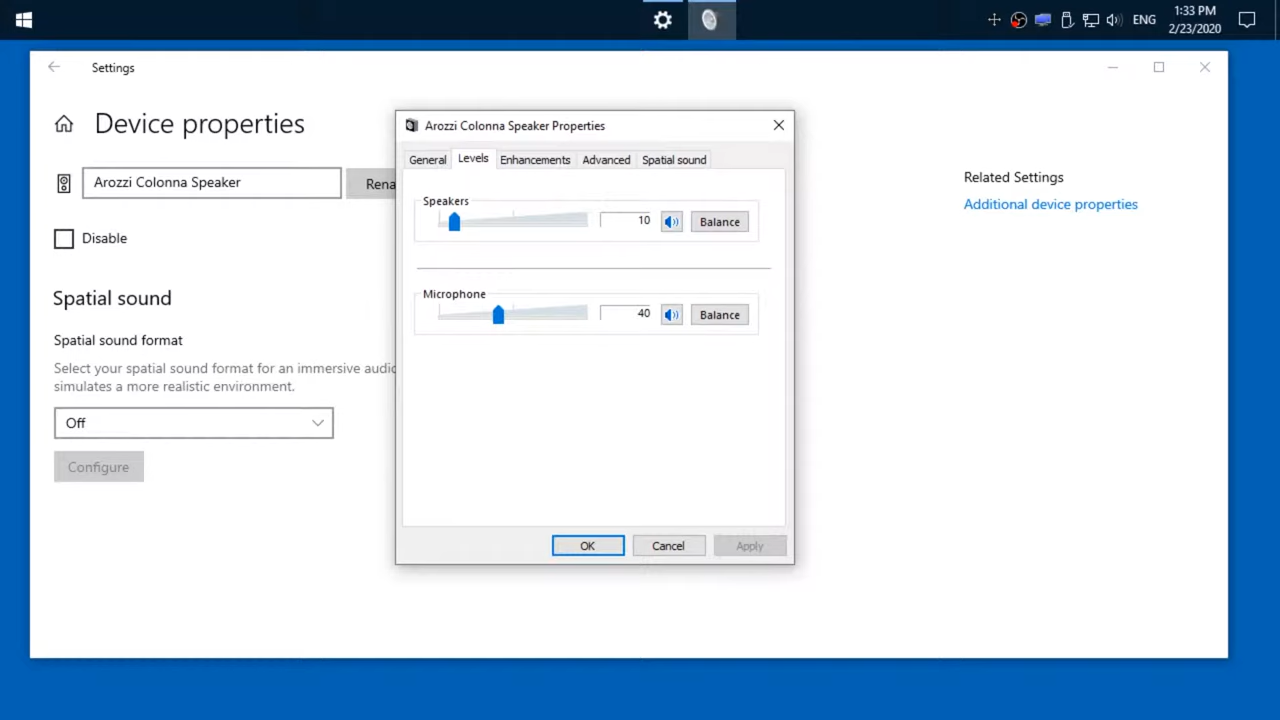 1:33 PM
ENG
2/23/2020
Settings
Device properties
Arozzi Colonna Speaker
Rena
Disable
Spatial sound
Spatial sound format
Select your spatial sound format for an immersive audio
simulates a more realistic environment.
Off
Configure
Arozzi Colonna Speaker Properties
General Levels Enhancements Advanced Spatial sound
Speakers
10 Balance
Microphone
40 Balance
OK Cancel Apply
Related Settings
Additional device properties